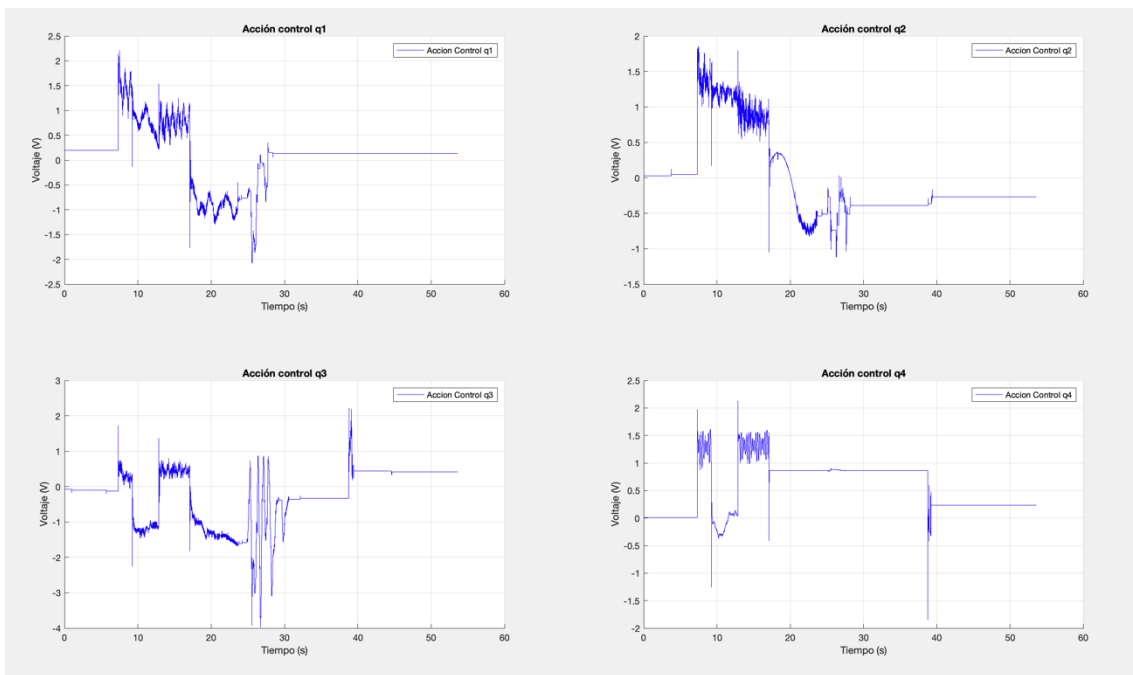 Acción control q1
Accion Control q1
2.5
2
1.5
1
0.5
0
-0.5
-1
-1.5
-2
-2.5
Voltaje (V)
0 10 20 30 40 50 60
Tiempo (s)
Acción control q2
Accion Control q2
2
1.5
1
0.5
0
-0.5
-1
-1.5
Voltaje (V)
0 10 20 30 40 50 60
Tiempo (s)
Acción control q3
Accion Control q3
3
2
1
0
-1
-2
-3
-4
Voltaje (V)
0 10 20 30 40 50 60
Tiempo (s)
Acción control q4
Accion Control q4
2.5
2
1.5
1
0.5
0
-0.5
-1
-1.5
-2
Voltaje (V)
0 10 20 30 40 50 60
Tiempo (s)